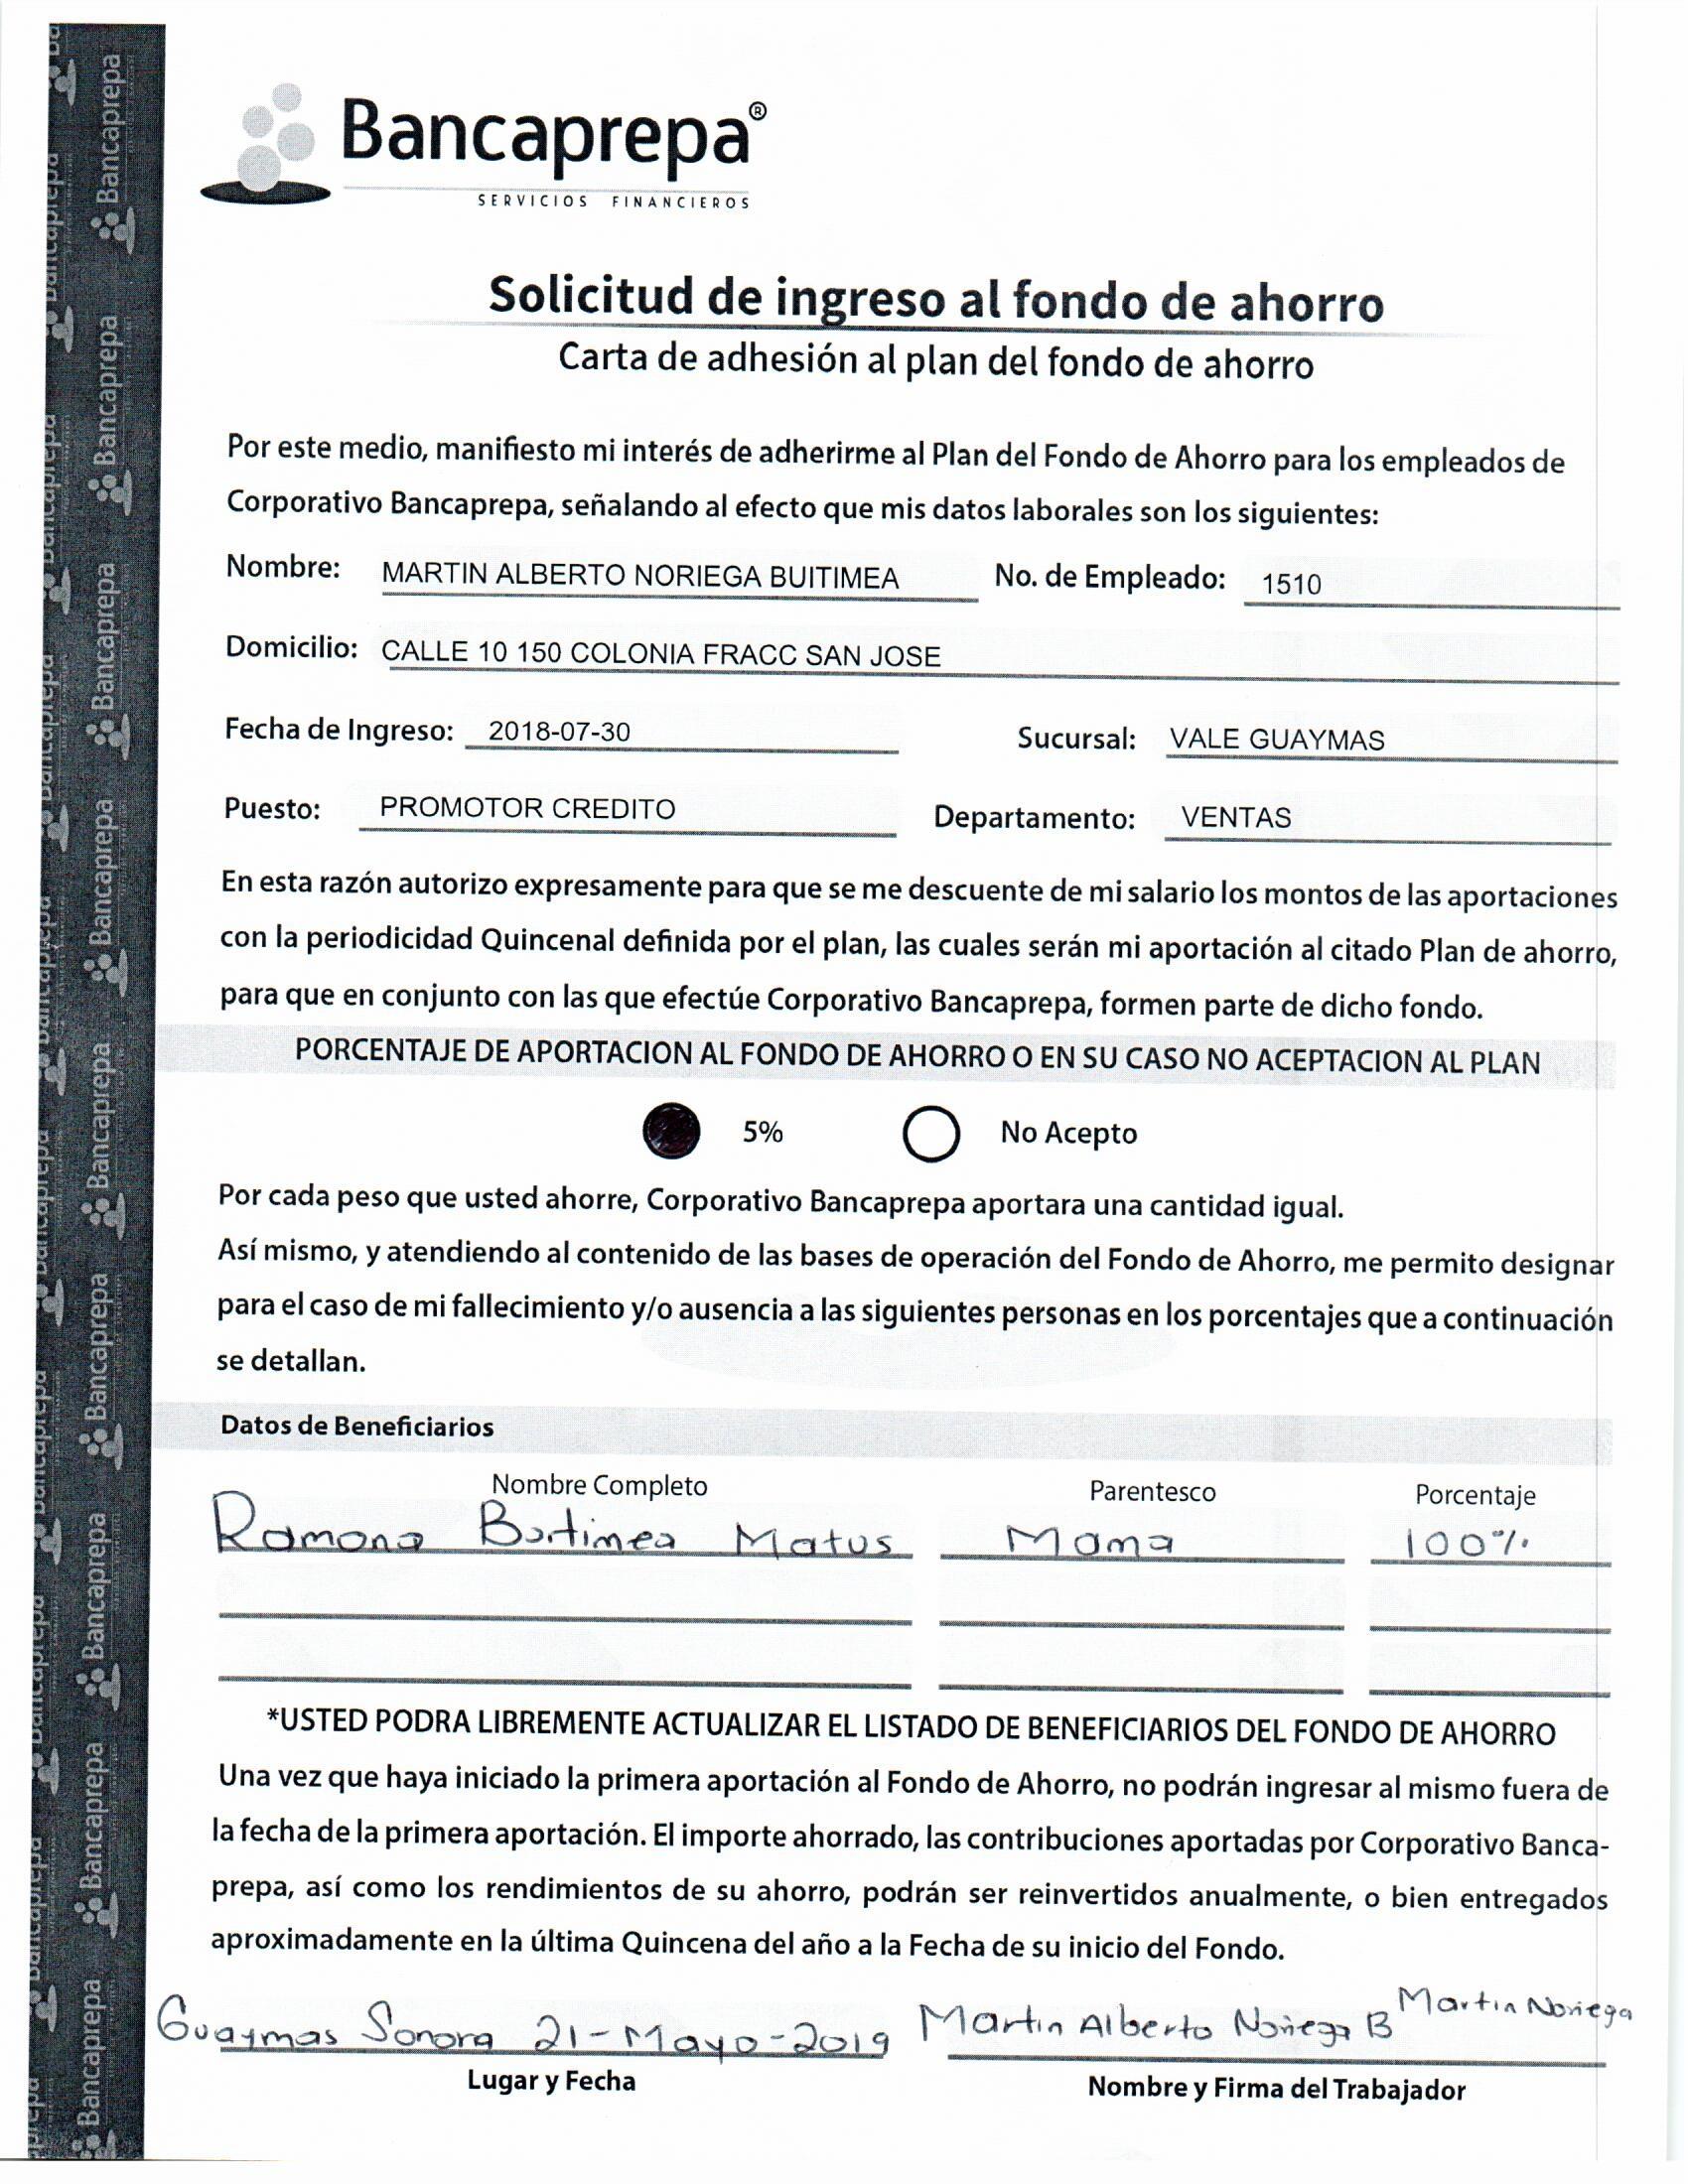 Bancaprepa®
SERVICIOS FINANCIEROS
Solicitud de ingreso al fondo de ahorro
Carta de adhesión al plan del fondo de ahorro
Por este medio, manifiesto mi interés de adherirme al Plan del Fondo de Ahorro para los empleados de
Corporativo Bancaprepa, señalando al efecto que mis datos laborales son los siguientes:
Nombre: MARTIN ALBERTO NORIEGA BUITIMEA No. de Empleado: 1510
Domicilio: CALLE 10 150 COLONIA FRACC SAN JOSE
Fecha de Ingreso: 2018-07-30 Sucursal: VALE GUAYMAS
Puesto: PROMOTOR CREDITO Departamento: VENTAS
En esta razón autorizo expresamente para que se me descuente de mi salario los montos de las aportaciones
con la periodicidad Quincenal definida por el plan, las cuales serán mi aportación al citado Plan de ahorro,
para que en conjunto con las que efectúe Corporativo Bancaprepa, formen parte de dicho fondo.
PORCENTAJE DE APORTACION AL FONDO DE AHORRO O EN SU CASO NO ACEPTACION AL PLAN
5% No Acepto
Por cada peso que usted ahorre, Corporativo Bancaprepa aportara una cantidad igual.
Así mismo, y atendiendo al contenido de las bases de operación del Fondo de Ahorro, me permito designar
para el caso de mi fallecimiento y/o ausencia a las siguientes personas en los porcentajes que a continuación
se detallan.
Datos de Beneficiarios
Nombre Completo Parentesco Porcentaje
Ramona Buitimea Matus Mama 100%
*USTED PODRA LIBREMENTE ACTUALIZAR EL LISTADO DE BENEFICIARIOS DEL FONDO DE AHORRO
Una vez que haya iniciado la primera aportación al Fondo de Ahorro, no podrán ingresar al mismo fuera de
la fecha de la primera aportación. El importe ahorrado, las contribuciones aportadas por Corporativo Banca-
prepa, así como los rendimientos de su ahorro, podrán ser reinvertidos anualmente, o bien entregados
aproximadamente en la última Quincena del año a la Fecha de su inicio del Fondo.
Guaymas Sonora 21-Mayo-2019 Martin Alberto Noriega B Martin Noriega
Lugar y Fecha Nombre y Firma del Trabajador